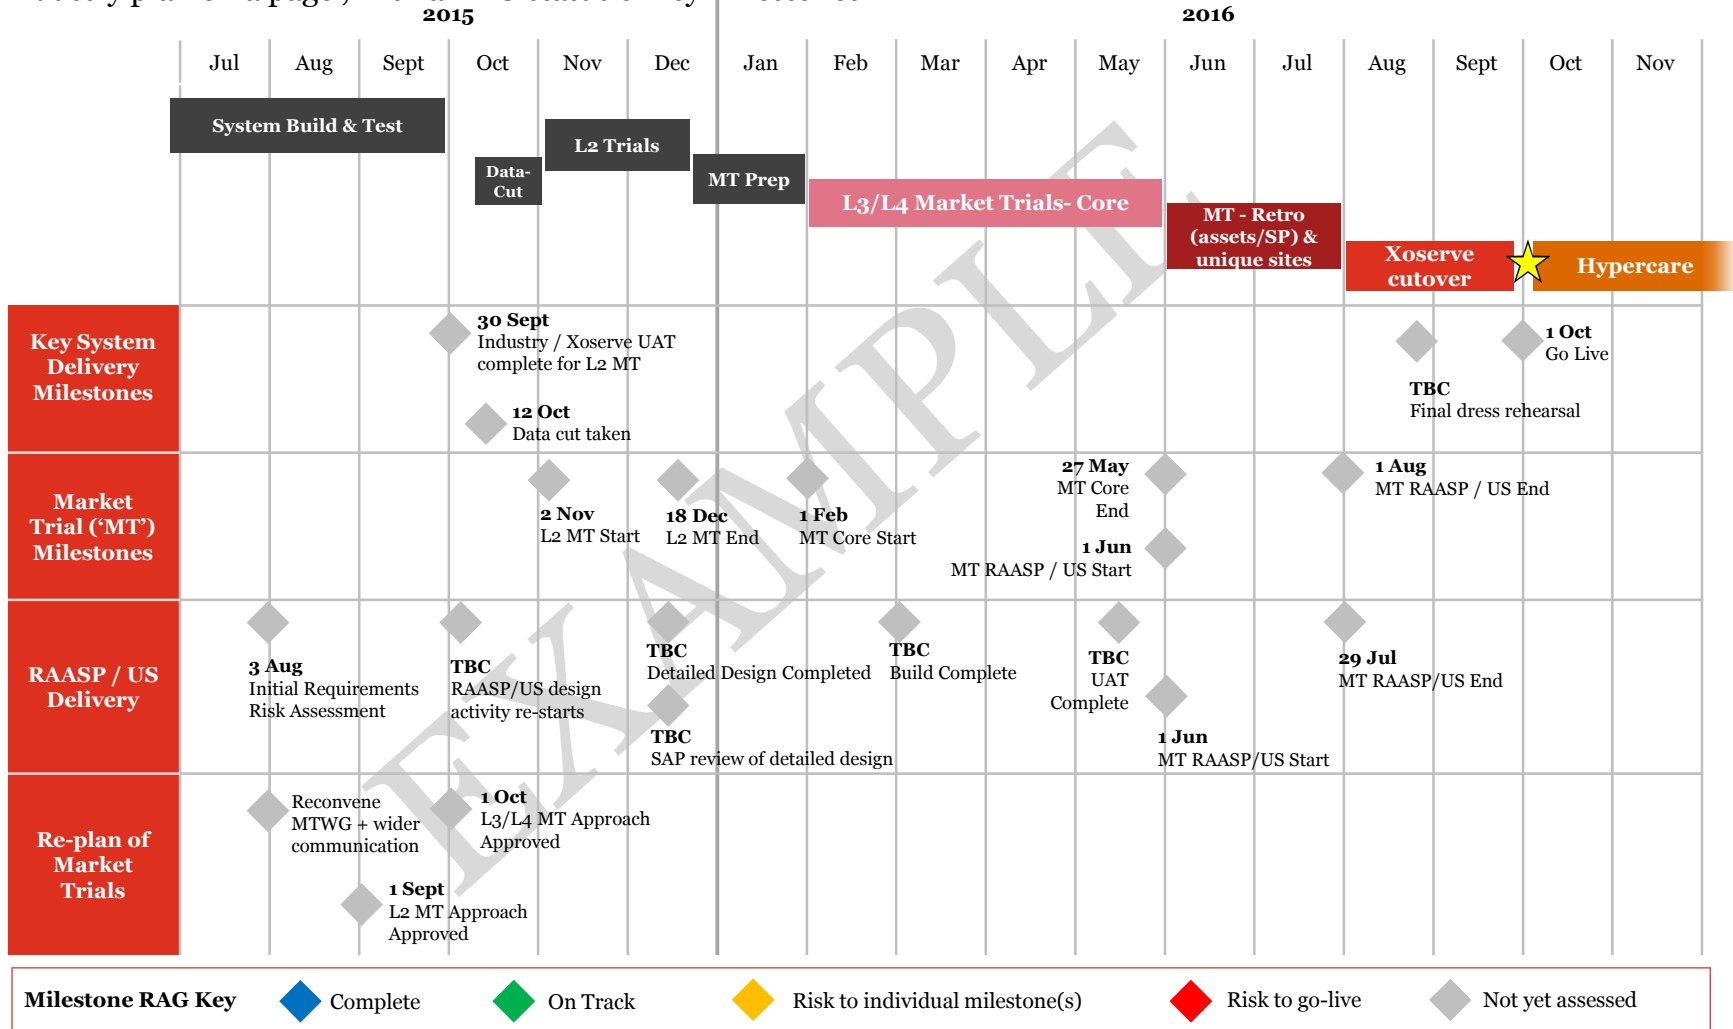 2015
2016
Jul
Aug
Sept
Oct
Nov
Dec
Jan
Feb
Mar
Apr
May
Jun
Jul
Aug
Sept
Oct
Nov
System Build & Test
Data-
Cut
L2 Trials
MT Prep
L3/L4 Market Trials- Core
MT - Retro
(assets/SP) &
unique sites
Xoserve
cutover
Hypercare
EXAMPLE
Key System
Delivery
Milestones
30 Sept
Industry / Xoserve UAT
complete for L2 MT
12 Oct
Data cut taken
TBC
Final dress rehearsal
1 Oct
Go Live
Market
Trial (‘MT’)
Milestones
2 Nov
L2 MT Start
18 Dec
L2 MT End
1 Feb
MT Core Start
27 May
MT Core
End
1 Jun
MT RAASP / US Start
1 Aug
MT RAASP / US End
RAASP / US
Delivery
3 Aug
Initial Requirements
Risk Assessment
TBC
RAASP/US design
activity re-starts
TBC
Detailed Design Completed
TBC
SAP review of detailed design
TBC
Build Complete
TBC
UAT
Complete
1 Jun
MT RAASP/US Start
29 Jul
MT RAASP/US End
Re-plan of
Market
Trials
Reconvene
MTWG + wider
communication
1 Sept
L2 MT Approach
Approved
1 Oct
L3/L4 MT Approach
Approved
Milestone RAG Key
Complete
On Track
Risk to individual milestone(s)
Risk to go-live
Not yet assessed